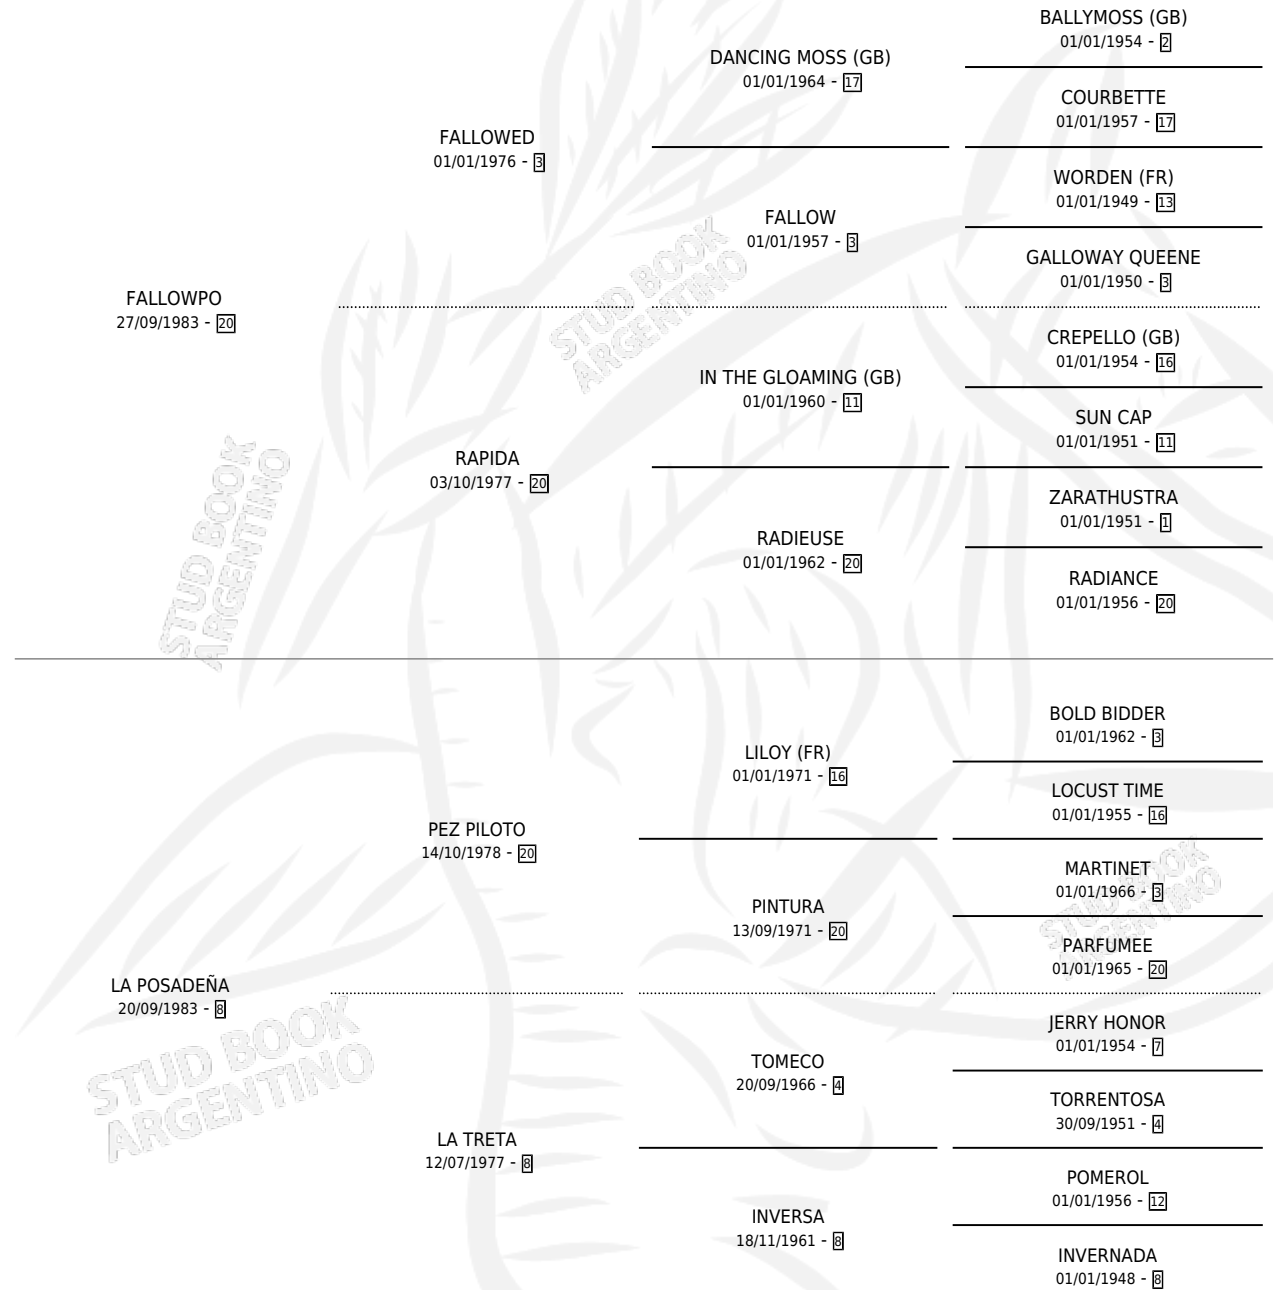 FALLOWPO
27/09/1983 - 20
FALLOWED
01/01/1976 - 3
DANCING MOSS (GB)
01/01/1964 - 17
BALLYMOSS (GB)
01/01/1954 - 2
COURBETTE
01/01/1957 - 17
FALLOW
01/01/1957 - 3
WORDEN (FR)
01/01/1949 - 13
GALLOWAY QUEENE
01/01/1950 - 3
RAPIDA
03/10/1977 - 20
IN THE GLOAMING (GB)
01/01/1960 - 11
CREPELLO (GB)
01/01/1954 - 16
SUN CAP
01/01/1951 - 11
RADIEUSE
01/01/1962 - 20
ZARATHUSTRA
01/01/1951 - 1
RADIANCE
01/01/1956 - 20
LA POSADEÑA
20/09/1983 - 8
PEZ PILOTO
14/10/1978 - 20
LILOY (FR)
01/01/1971 - 16
BOLD BIDDER
01/01/1962 - 3
LOCUST TIME
01/01/1955 - 16
PINTURA
13/09/1971 - 20
MARTINET
01/01/1966 - 3
PARFUMEE
01/01/1965 - 20
LA TRETA
12/07/1977 - 8
TOMECO
20/09/1966 - 4
JERRY HONOR
01/01/1954 - 7
TORRENTOSA
30/09/1951 - 4
INVERSA
18/11/1961 - 8
POMEROL
01/01/1956 - 12
INVERNADA
01/01/1948 - 8
STUD BOOK
ARGENTINO
STUD BOOK
ARGENTINO
STUD BOOK
ARGENTINO
STUD BOOK
ARGENTINO